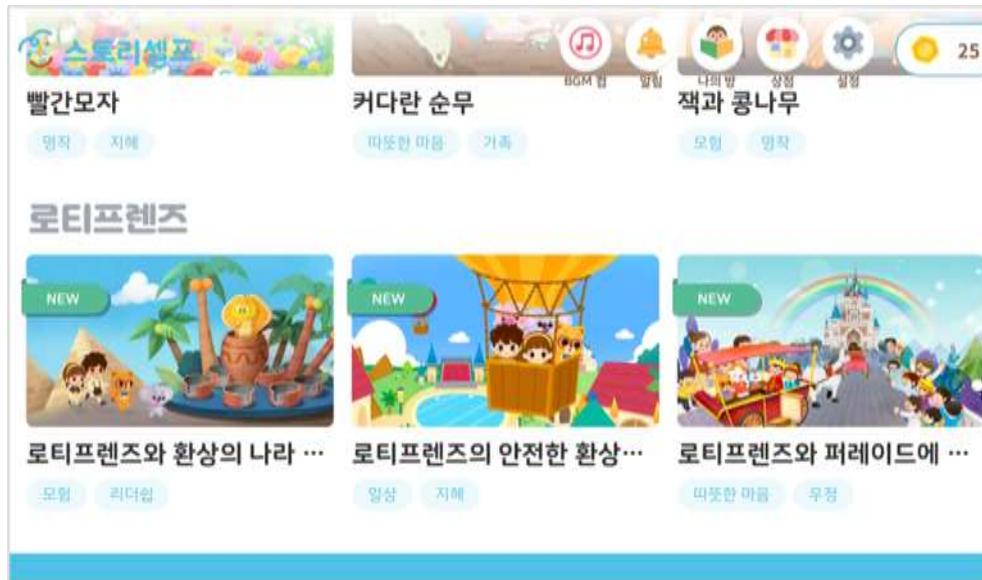 스토리셀프
BGM 컵
알림
나의 방
상점
설정
25
빨간모자
커다란 순무
잭과 콩나무
명작 지혜
따뜻한 마음 가족
모험 명작
로티프렌즈
NEW
NEW
NEW
로티프렌즈와 환상의 나라 …
로티프렌즈의 안전한 환상…
로티프렌즈와 퍼레이드에 …
모험 리더쉽
일상 지혜
따뜻한 마음 우정